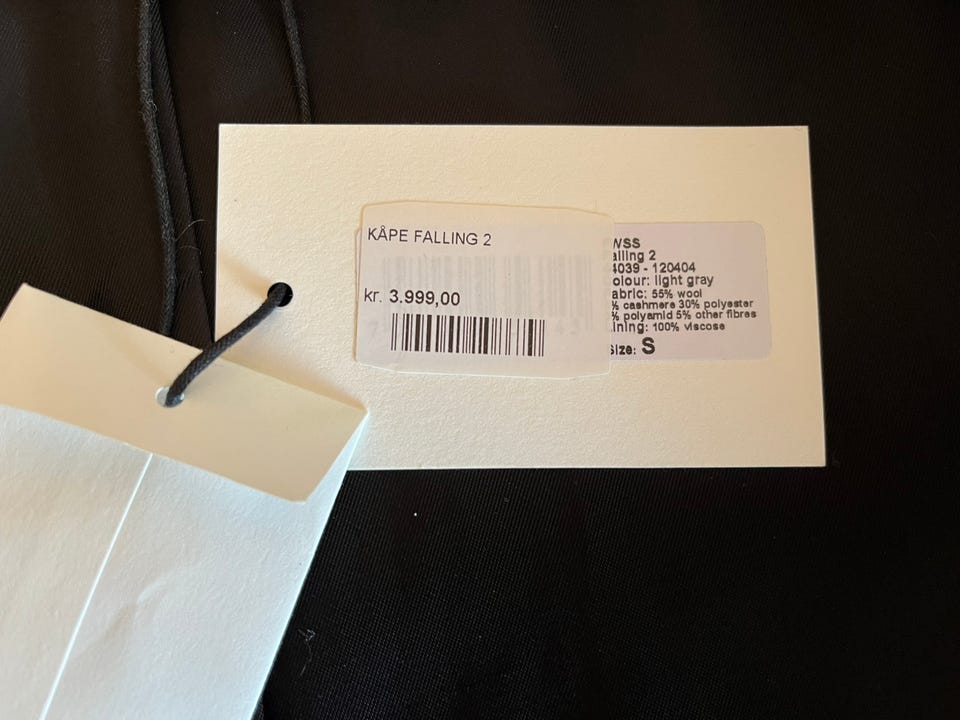 KÅPE FALLING 2
kr. 3.999,00
WSS
alling 2
4039 - 120404
olour: light gray
abric: 55% wool
% cashmere 30% polyester
% polyamid 5% other fibres
ining: 100% viscose
size: S